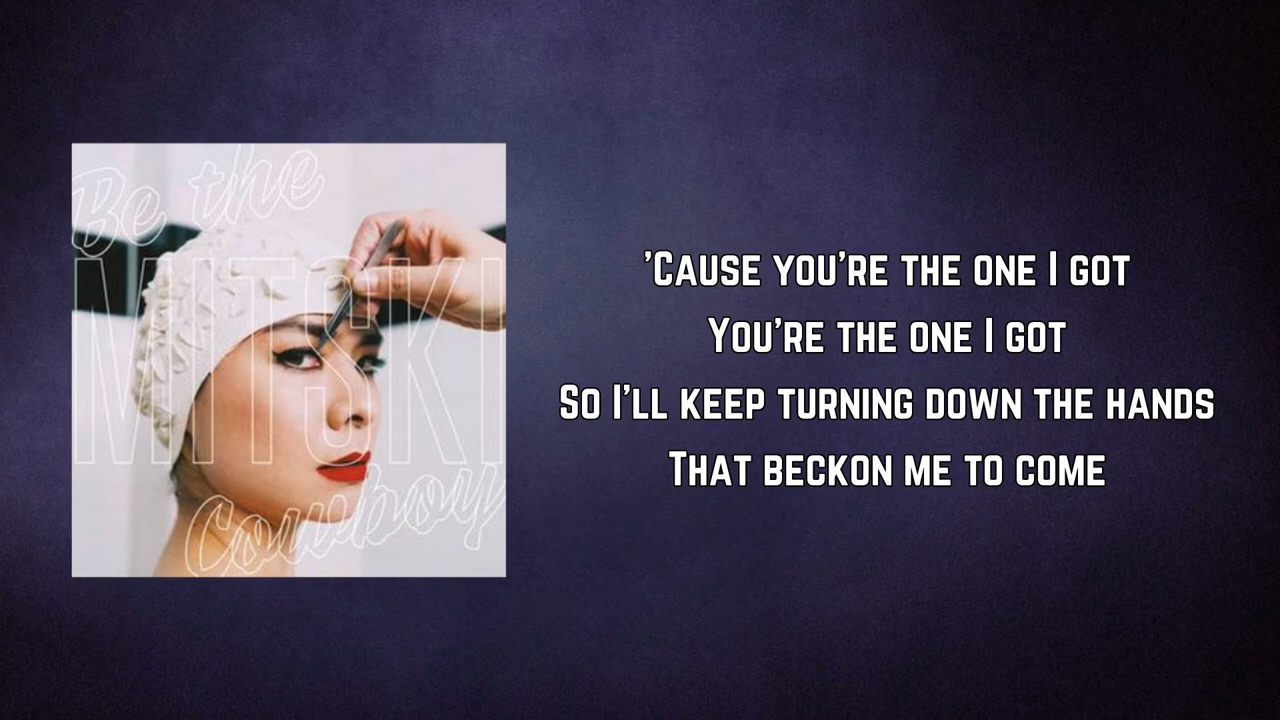 Be the
MITSKI
Cowboy
'Cause you're the one I got
You're the one I got
So I'll keep turning down the hands
That beckon me to come